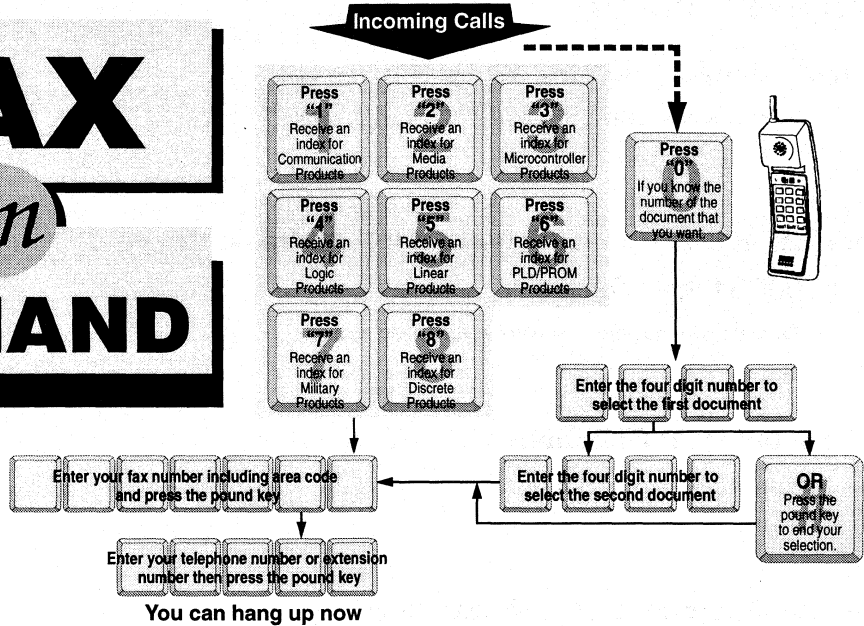 Incoming Calls
AX
MAND
Press
"1"
Receive an
index for
Communication
Products
Press
"2"
Receive an
index for
Media
Products
Press
"3"
Receive an
index for
Microcontroller
Products
Press
"0"
If you know the
number of the
document that
you want.
Press
"4"
Receive an
index for
Logic
Products
Press
"5"
Receive an
index for
Linear
Products
Press
"6"
Receive an
index for
PLD/PROM
Products
Press
"7"
Receive an
index for
Military
Products
Press
"8"
Receive an
index for
Discrete
Products
Enter the four digit number to
select the first document
Enter your fax number including area code
and press the pound key
Enter the four digit number to
select the second document
OR
Press the
pound key
to end your
selection.
Enter your telephone number or extension
number then press the pound key
You can hang up now